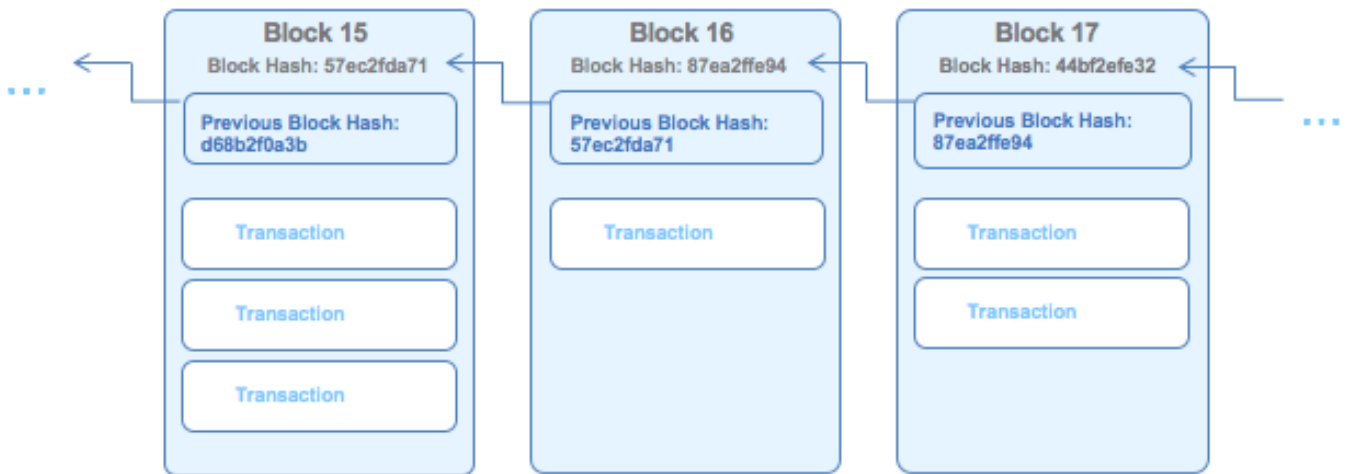 Block 15
Block Hash: 57ec2fda71
Previous Block Hash:
d68b2f0a3b
Transaction
Transaction
Transaction
Block 16
Block Hash: 87ea2ffe94
Previous Block Hash:
57ec2fda71
Transaction
Block 17
Block Hash: 44bf2efe32
Previous Block Hash:
87ea2ffe94
Transaction
Transaction
...
...